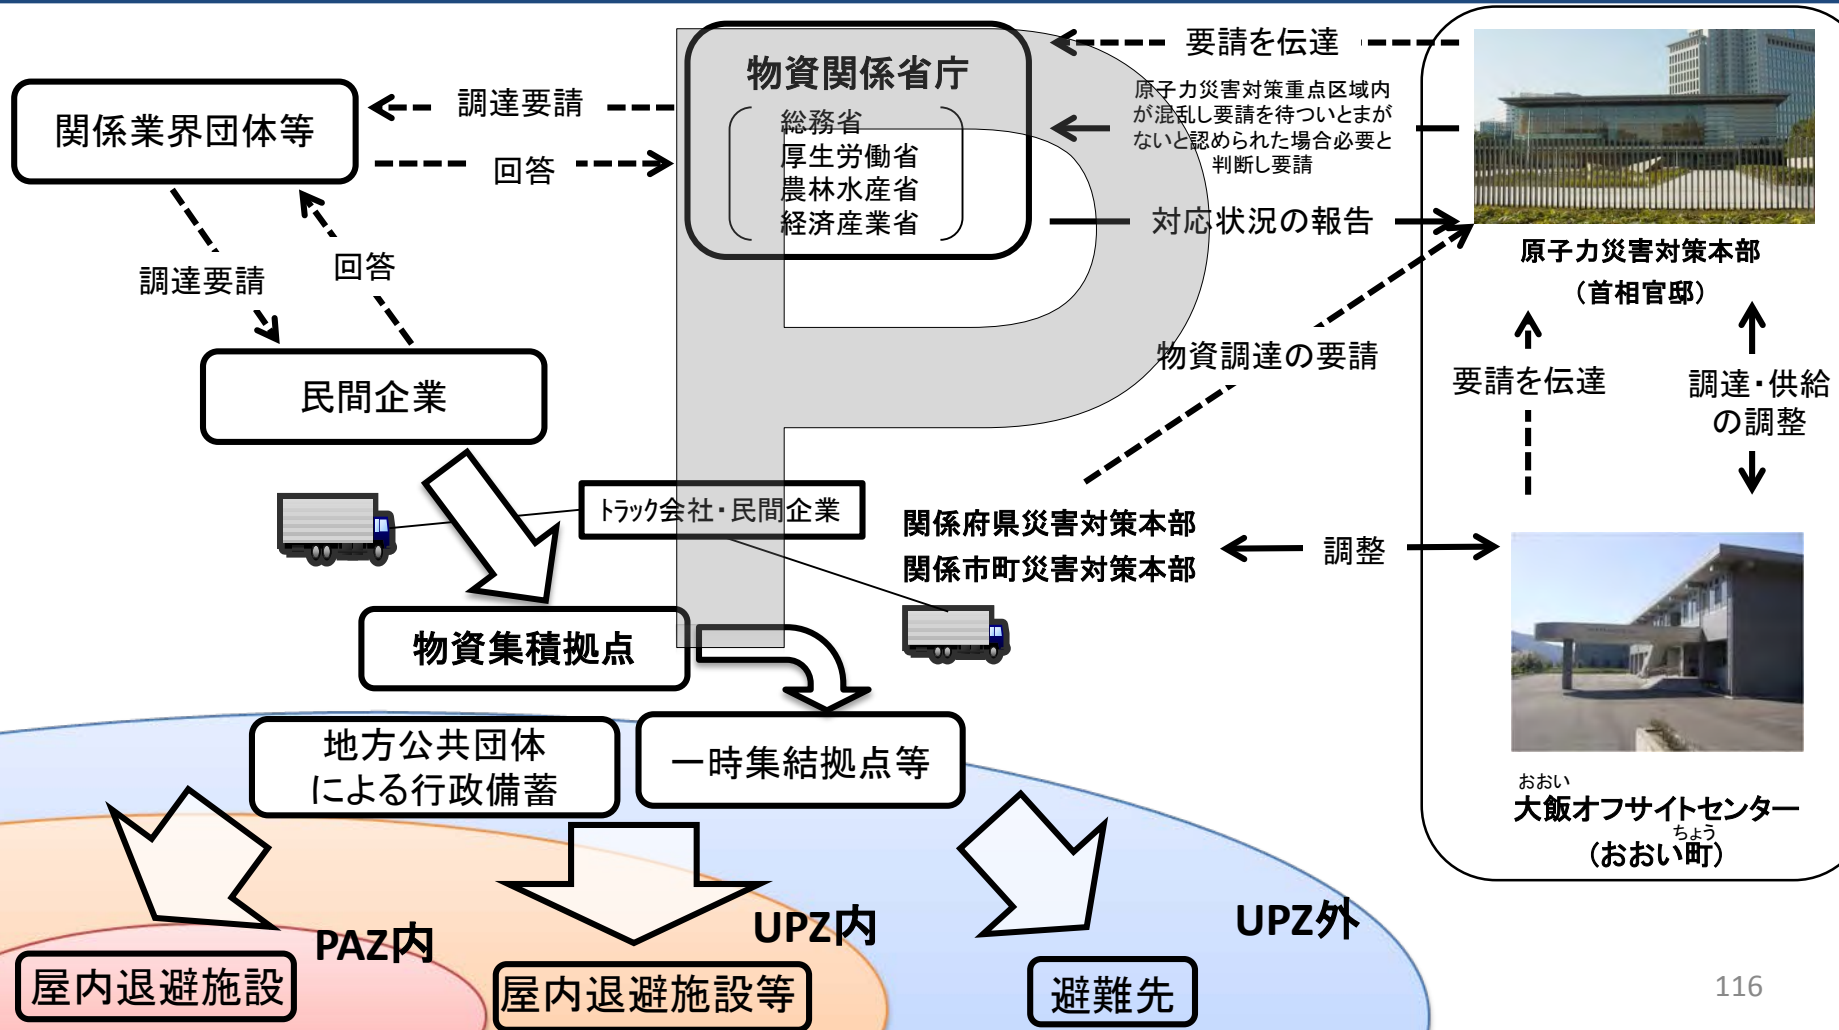 要請を伝達
物資関係省庁
総務省
厚生労働省
農林水産省
経済産業省
関係業界団体等
調達要請
回答
原子力災害対策重点区域内
が混乱し要請を待ついとまが
ないと認められた場合必要と
判断し要請
対応状況の報告
原子力災害対策本部
（首相官邸）
調達要請
回答
物資調達の要請
要請を伝達
調達・供給
の調整
民間企業
トラック会社・民間企業
関係府県災害対策本部
関係市町災害対策本部
調整
物資集積拠点
地方公共団体
による行政備蓄
一時集結拠点等
おおい
大飯オフサイトセンター
ちょう
（おおい町）
PAZ内
UPZ内
UPZ外
屋内退避施設
屋内退避施設等
避難先
116
P